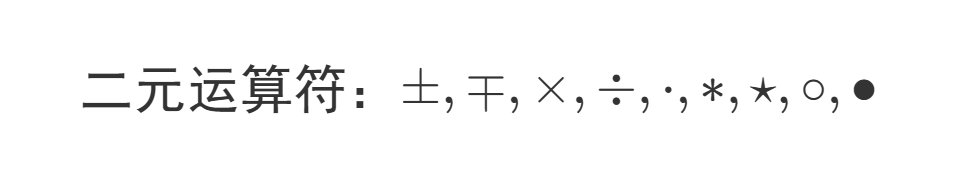 二元运算符：±, ∓, ×, ÷, ·, *, ⋆, ∘, •